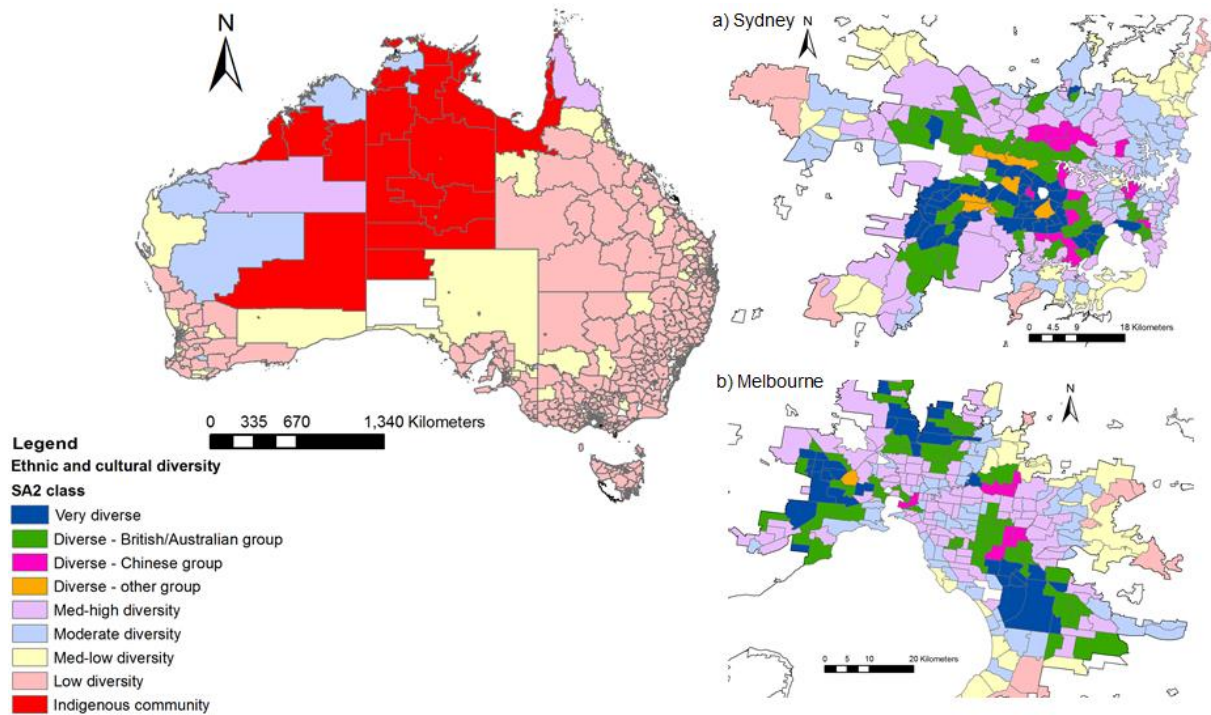 N
0 335 670 1,340 Kilometers
Legend
Ethnic and cultural diversity
SA2 class
Very diverse
Diverse - British/Australian group
Diverse - Chinese group
Diverse - other group
Med-high diversity
Moderate diversity
Med-low diversity
Low diversity
Indigenous community
a) Sydney
N
0 4.5 9 18 Kilometers
b) Melbourne
N
0 5 10 20 Kilometers